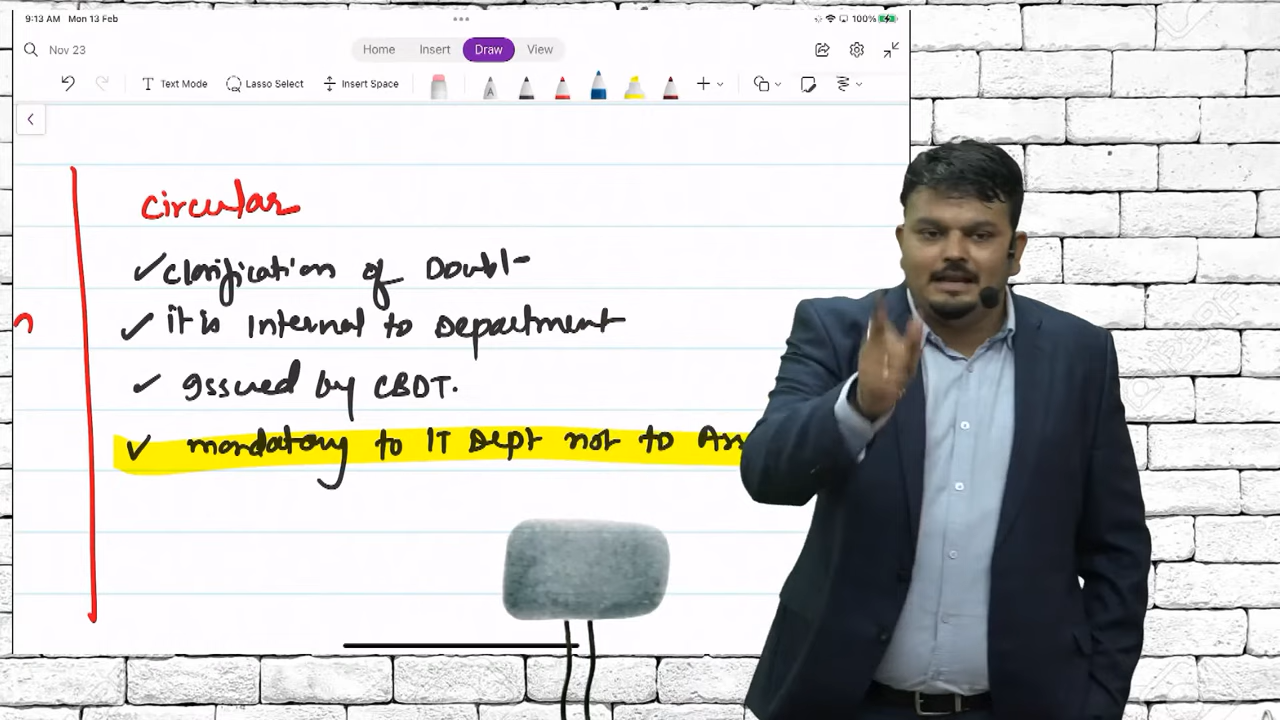 9:13 AM Mon 13 Feb
100%
Nov 23
Home Insert Draw View
Text Mode Lasso Select Insert Space
circular
✓ clarification of Doubt
✓ it is Internal to Department
✓ Issued by CBDT.
✓ mandatory to IT Dept not to